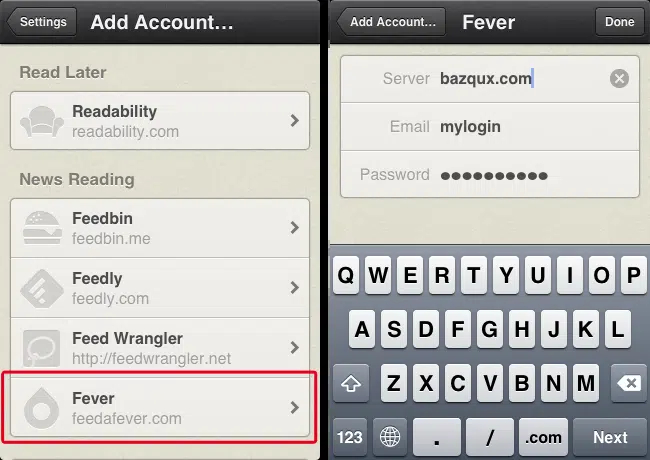 Settings
Add Account...
Read Later
Readability
readability.com
News Reading
Feedbin
feedbin.me
Feedly
feedly.com
Feed Wrangler
http://feedwrangler.net
Fever
feedafever.com
Add Account...
Fever
Done
Server bazqux.com
Email mylogin
Password ●●●●●●●●●●
Q W E R T Y U I O P
A S D F G H J K L
Z X C V B N M
123 . / .com Next